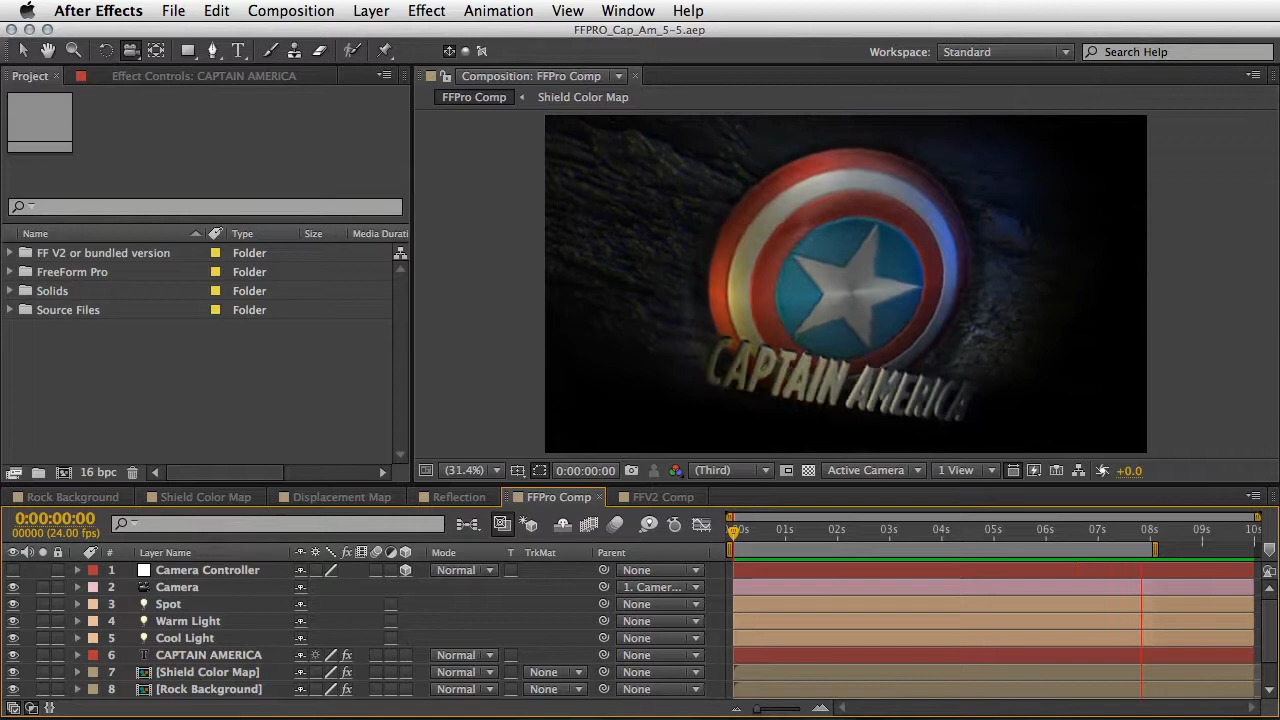 After Effects File Edit Composition Layer Effect Animation View Window Help
FFPRO_Cap_Am_5-5.aep
Workspace: Standard Search Help
Project Effect Controls: CAPTAIN AMERICA Composition: FFPro Comp
FFPro Comp Shield Color Map
Name Type Size Media Durati
FF V2 or bundled version Folder
FreeForm Pro Folder
Solids Folder
Source Files Folder
CAPTAIN AMERICA
16 bpc (31.4%) 0:00:00:00 (Third) Active Camera 1 View +0.0
Rock Background Shield Color Map Displacement Map Reflection FFPro Comp FFV2 Comp
0:00:00:00
00000 (24.00 fps)
0s 01s 02s 03s 04s 05s 06s 07s 08s 09s 10s
# Layer Name fx Mode T TrkMat Parent
1 Camera Controller Normal None
2 Camera 1. Camer...
3 Spot None
4 Warm Light None
5 Cool Light None
6 T CAPTAIN AMERICA fx Normal None
7 [Shield Color Map] fx Normal None None
8 [Rock Background] fx Normal None None